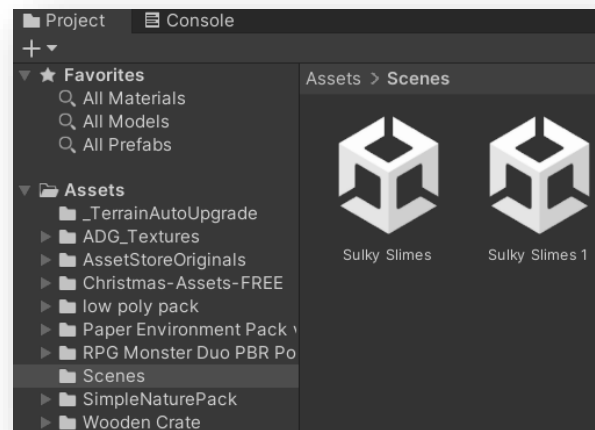 Project
Console
Favorites
All Materials
All Models
All Prefabs
Assets
_TerrainAutoUpgrade
ADG_Textures
AssetStoreOriginals
Christmas-Assets-FREE
low poly pack
Paper Environment Pack
RPG Monster Duo PBR Po
Scenes
SimpleNaturePack
Wooden Crate
Assets > Scenes
Sulky Slimes
Sulky Slimes 1